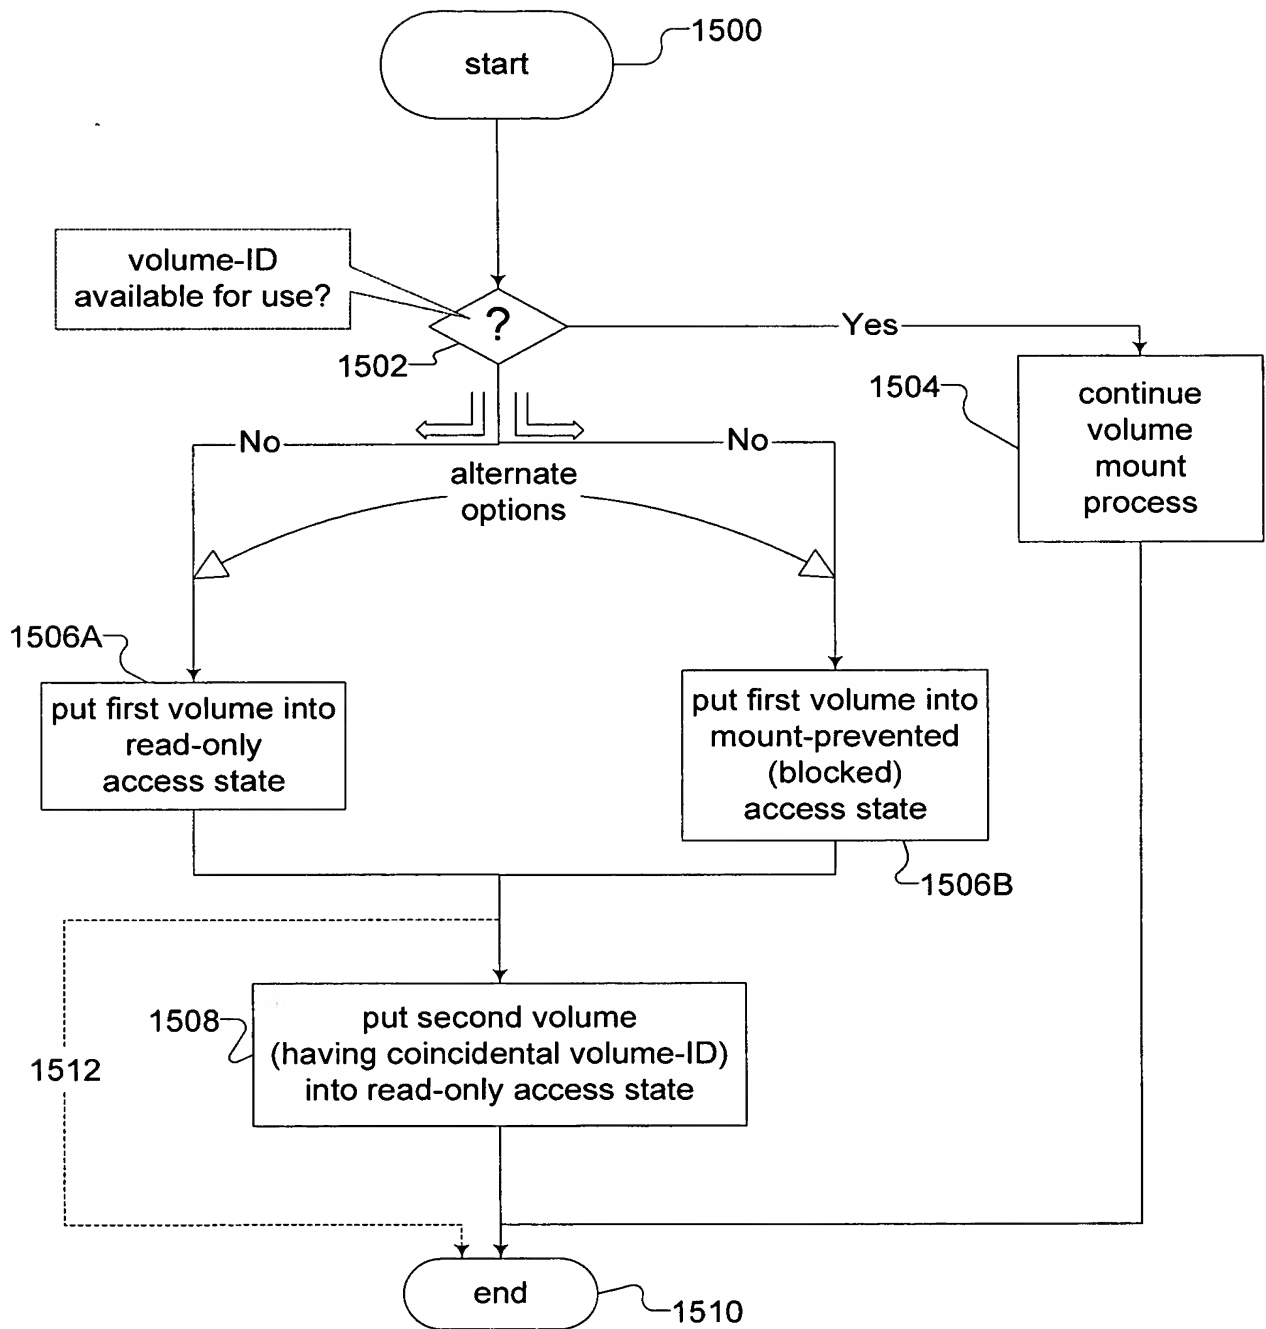 start
1500
volume-ID
available for use?
?
1502
Yes
1504
continue
volume
mount
process
No
No
alternate
options
1506A
put first volume into
read-only
access state
put first volume into
mount-prevented
(blocked)
access state
1506B
1508
put second volume
(having coincidental volume-ID)
into read-only access state
1512
end
1510